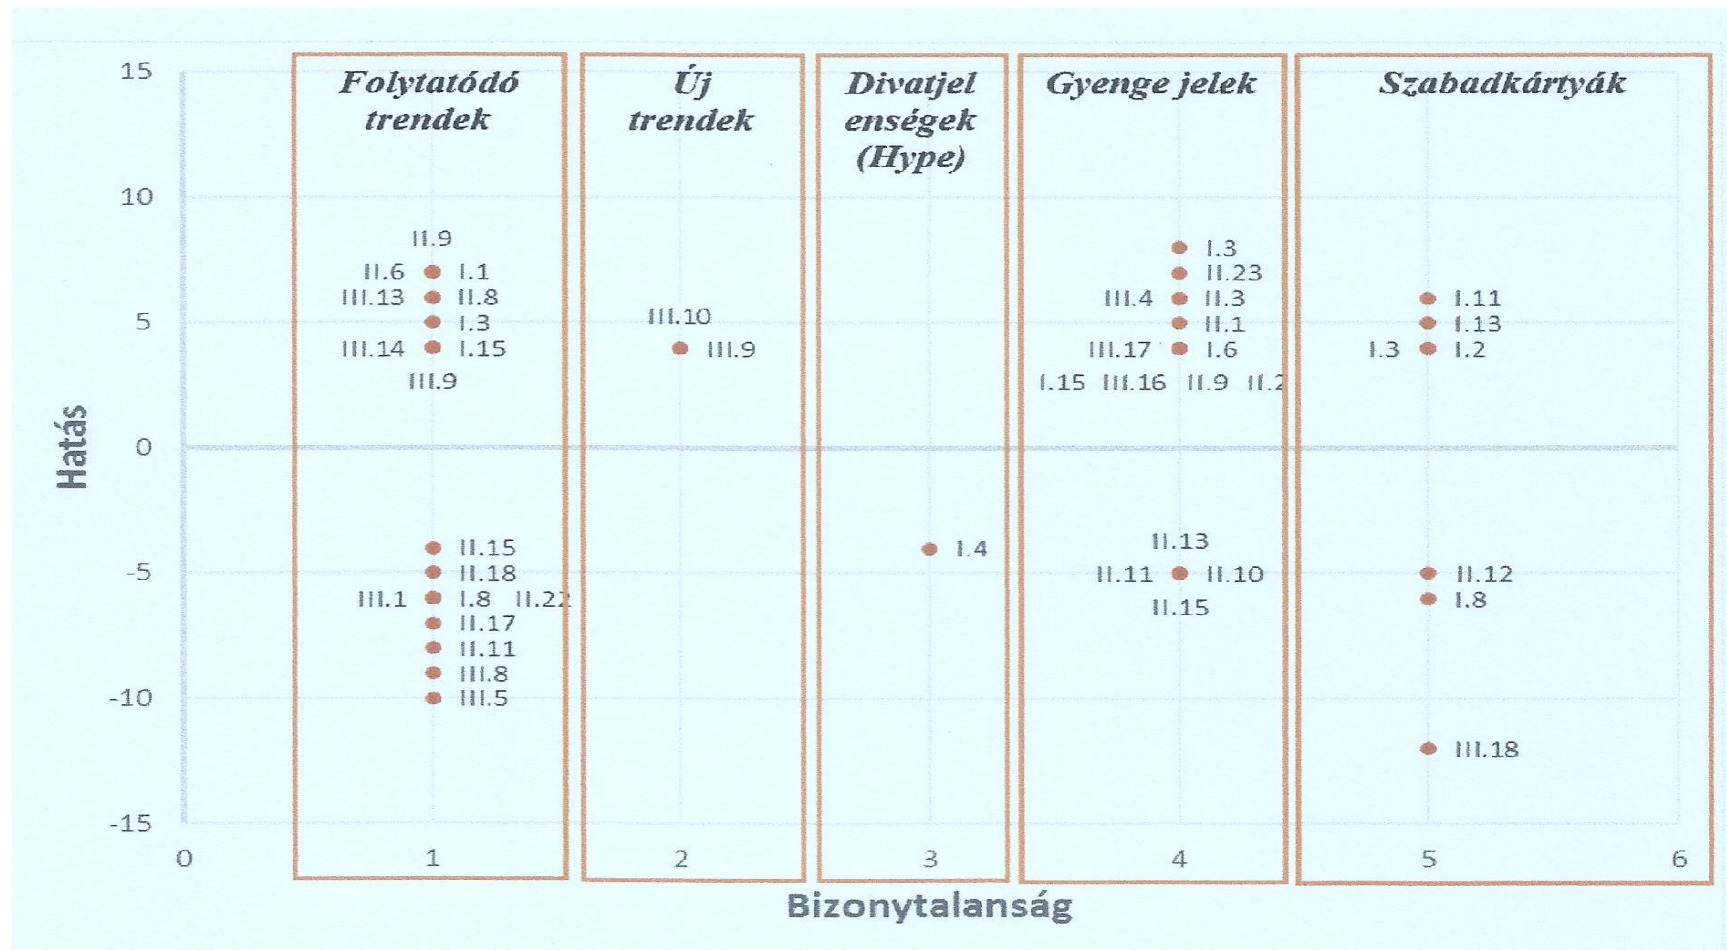 Folytatódó
trendek
Új
trendek
Divatjel
enségek
(Hype)
Gyenge jelek
Szabadkártyák
15
10
II.9
II.6 I.1 I.3
II.23
III.13 II.8 III.4 II.3 I.11
5 I.3 III.10 II.1 I.13
III.14 I.15 III.9 III.17 I.6 I.3 I.2
III.9 I.15 III.16 II.9 II.2
Hatás
0
II.15 I.4 II.13
-5 II.18 II.11 II.10 II.12
III.1 I.8 II.22 II.15 I.8
II.17
II.11
III.8
-10 III.5
III.18
-15
0 1 2 3 4 5 6
Bizonytalanság